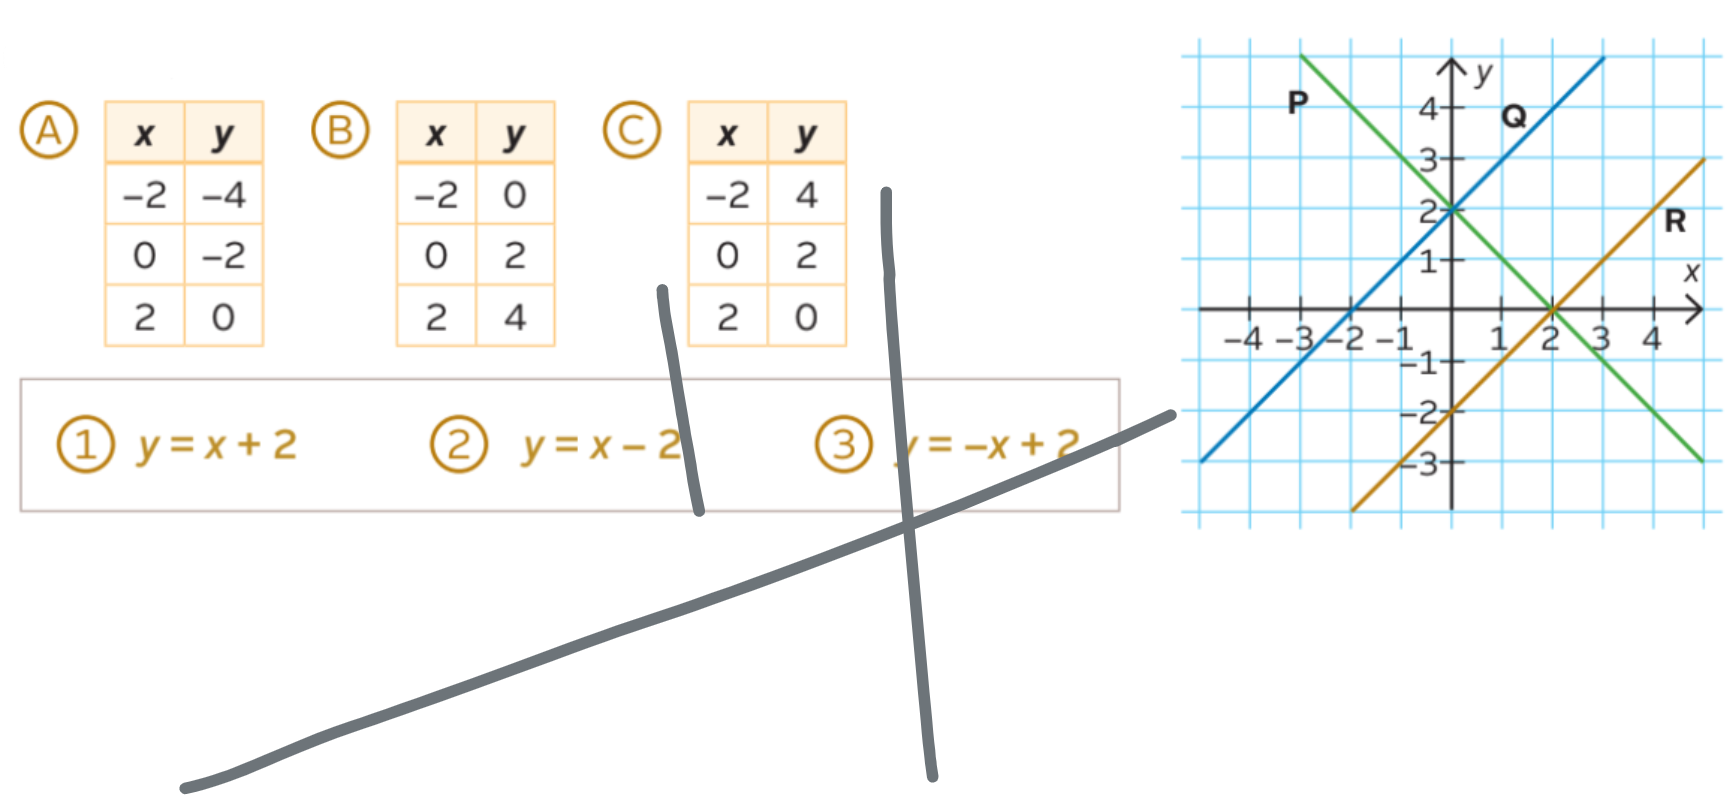 A x y B x y C x y
−2 −4 −2 0 −2 4
0 −2 0 2 0 2
2 0 2 4 2 0
1 y = x + 2 2 y = x − 2 3 y = −x + 2
y
P
4 Q
3
2 R
1 x
−4 −3 −2 −1 1 2 3 4
−1
−2
−3